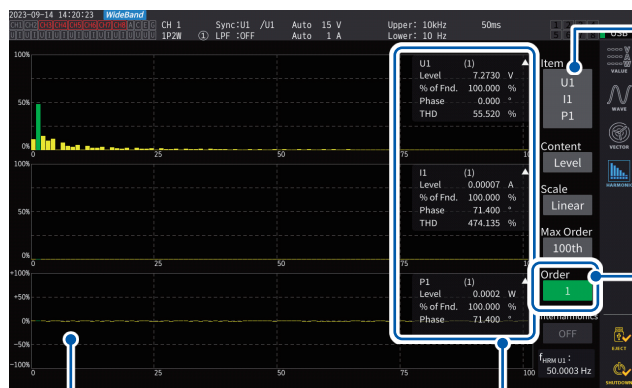 2023-09-14 14:20:23 WideBand
CH 1 Sync:U1 /U1 Auto 15 V Upper: 10kHz 50ms
1P2W ① LPF :OFF Auto 1 A Lower: 10 Hz
USB
100%
50%
0%
0 25 50 75 100
U1 (1)
Level 7.2730 V
% of Fnd. 100.000 %
Phase 0.000 °
THD 55.520 %
100%
50%
0%
0 25 50 75 100
I1 (1)
Level 0.00007 A
% of Fnd. 100.000 %
Phase 71.400 °
THD 474.135 %
+100%
+50%
0%
-50%
-100%
25 50 75 100
P1 (1)
Level 0.0002 W
% of Fnd. 100.000 %
Phase 71.400 °
Item
U1
I1
P1
Content
Level
Scale
Linear
Max Order
100th
Order
1
Interharmonics
OFF
fHRM U1 :
50.0003 Hz
VALUE
WAVE
VECTOR
HARMONIC
EJECT
SHUTDOWN